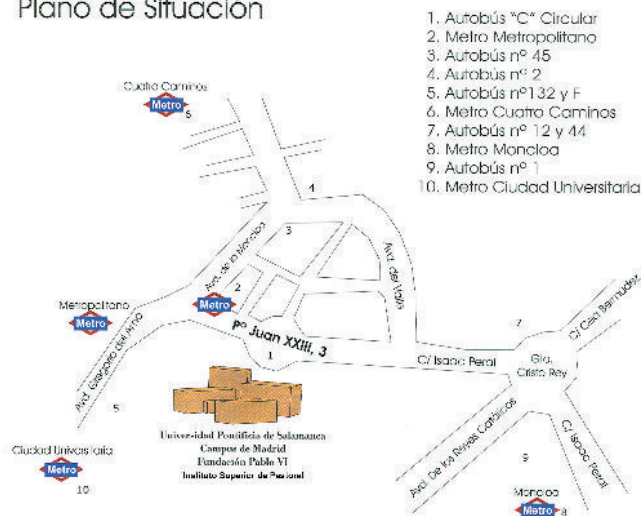 Plano de Situación
1. Autobús "C" Circular
2. Metro Metropolitano
3. Autobús nº 45
4. Autobús nº 2
5. Autobús nº132 y F
6. Metro Cuatro Caminos
7. Autobús nº 12 y 44
8. Metro Moncloa
9. Autobús nº 1
10. Metro Ciudad Universitaria
Cuatro Caminos
Metro
6
4
3
Avd. de la Moncloa
Avd. del Valle
2
Metro
Metropolitano
Metro
Pº Juan XXIII, 3
1
7
C/ Cea Bermudez
C/ Isaac Peral
Gta.
Cristo Rey
Avd. Gregorio del Amo
5
Universidad Pontificia de Salamanca
Campus de Madrid
Fundación Pablo VI
Instituto Superior de Pastoral
Ciudad Universitaria
Metro
10
Avd. De los Reyes Católicos
C/ Isaac Peral
9
Moncloa
Metro
8